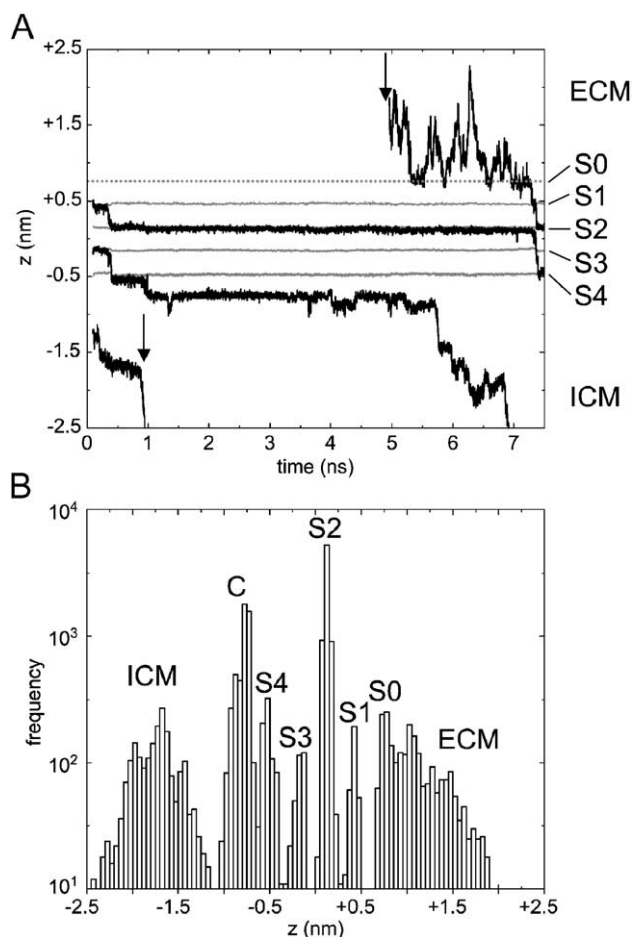 A
+2.5
+1.5
+0.5
-0.5
-1.5
-2.5
z (nm)
0
1
2
3
4
5
6
7
time (ns)
ECM
S0
S1
S2
S3
S4
ICM
B
10^4
10^3
10^2
10^1
frequency
ICM
C
S4
S3
S2
S1
S0
ECM
-2.5
-1.5
-0.5
+0.5
+1.5
+2.5
z (nm)